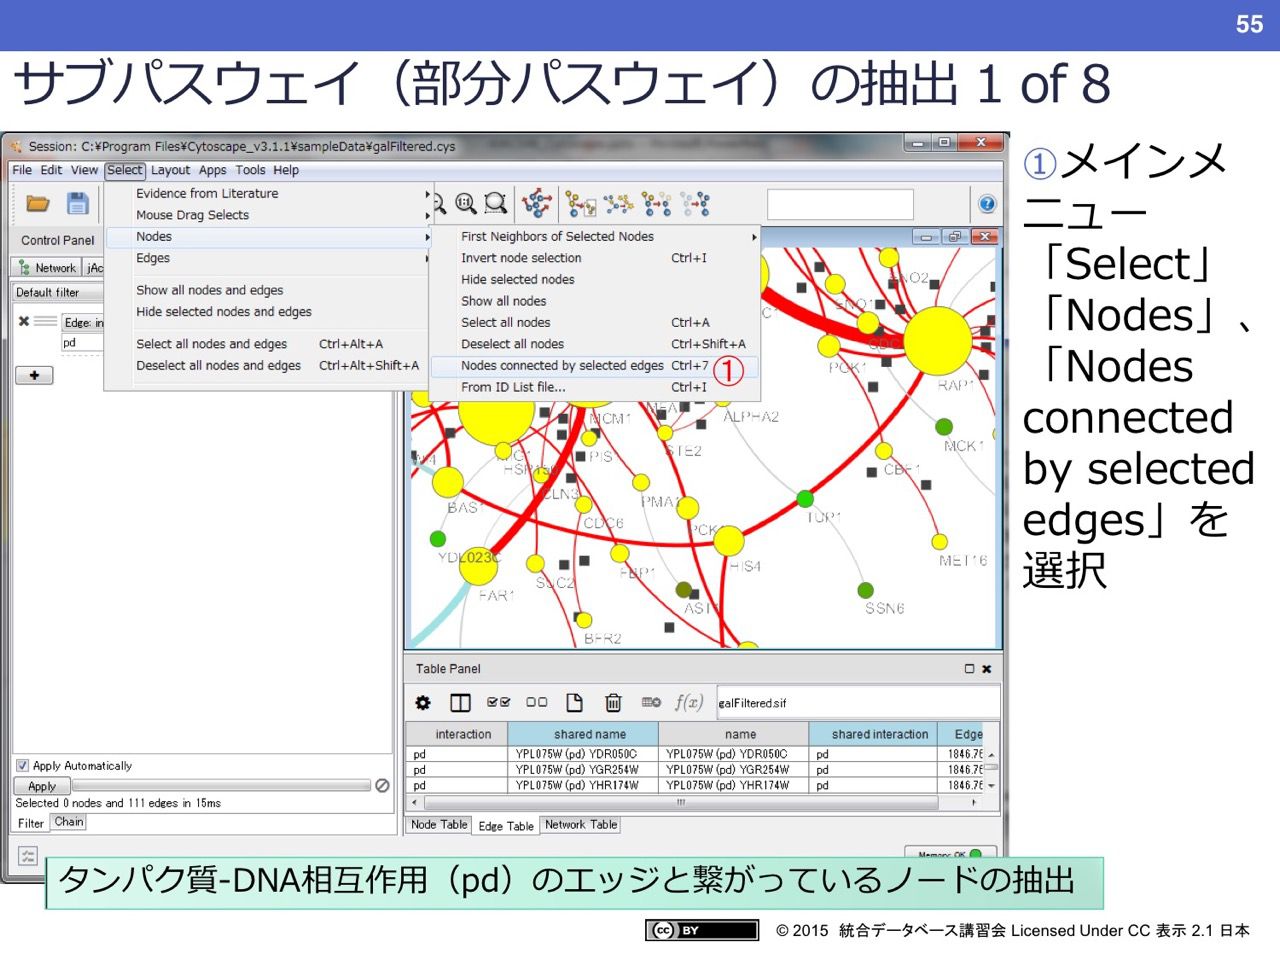 55
サブパスウェイ（部分パスウェイ）の抽出 1 of 8
Session: C:¥Program Files¥Cytoscape_v3.1.1¥sampleData¥galFiltered.cys
File Edit View Select Layout Apps Tools Help
Evidence from Literature
Mouse Drag Selects
Nodes
Edges
Show all nodes and edges
Hide selected nodes and edges
Select all nodes and edges Ctrl+Alt+A
Deselect all nodes and edges Ctrl+Alt+Shift+A
First Neighbors of Selected Nodes
Invert node selection Ctrl+I
Hide selected nodes
Show all nodes
Select all nodes Ctrl+A
Deselect all nodes Ctrl+Shift+A
Nodes connected by selected edges Ctrl+7 ①
From ID List file... Ctrl+I
Control Panel
Network
Default filter
Edge: in
pd
ENO2
ENO1
RAP1
PDC1
MCK1
CBF1
MET16
TUP1
SSN6
ALPHA2
STE2
MCM1
CLN3
CDC6
PMA1
HIS4
BAS1
YDL023C
FAR1
SUC2
FBP1
AST1
BFR2
Apply Automatically
Apply
Selected 0 nodes and 111 edges in 15ms
Filter Chain
Table Panel
f(x) galFiltered.sif
interaction shared name name shared interaction Edge
pd YPL075W (pd) YDR050C YPL075W (pd) YDR050C pd 1846.76
pd YPL075W (pd) YGR254W YPL075W (pd) YGR254W pd 1846.76
pd YPL075W (pd) YHR174W YPL075W (pd) YHR174W pd 1846.76
Node Table Edge Table Network Table
Memory: OK
①メインメ
ニュー
「Select」
「Nodes」、
「Nodes
connected
by selected
edges」を
選択
タンパク質-DNA相互作用（pd）のエッジと繋がっているノードの抽出
cc BY
© 2015 統合データベース講習会 Licensed Under CC 表示 2.1 日本